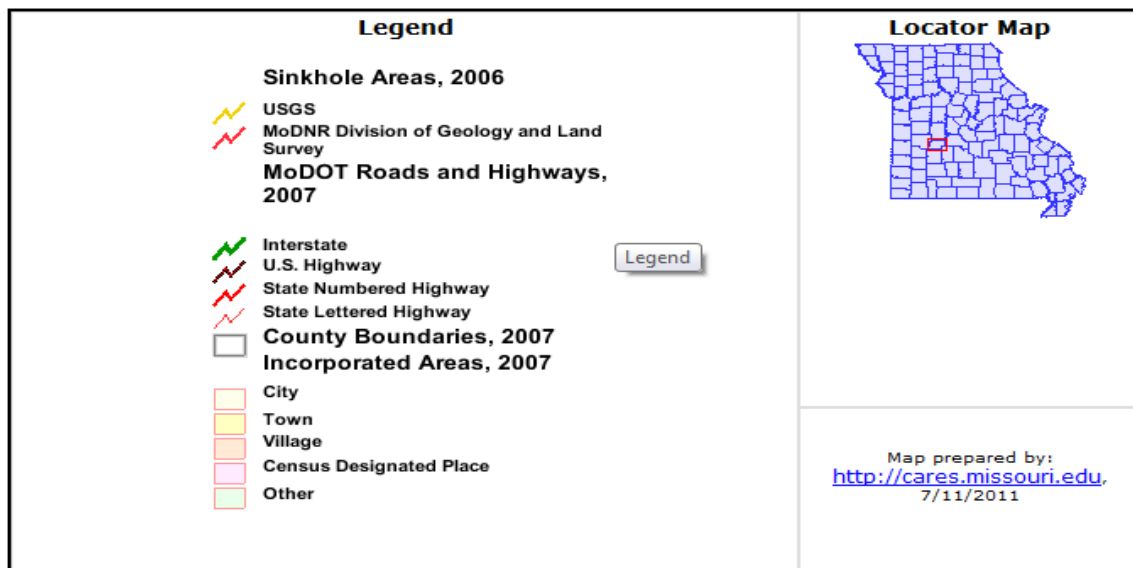 Legend
Sinkhole Areas, 2006
USGS
MoDNR Division of Geology and Land
Survey
MoDOT Roads and Highways,
2007
Interstate
U.S. Highway
State Numbered Highway
State Lettered Highway
County Boundaries, 2007
Incorporated Areas, 2007
City
Town
Village
Census Designated Place
Other
Legend
Locator Map
Map prepared by:
http://cares.missouri.edu,
7/11/2011